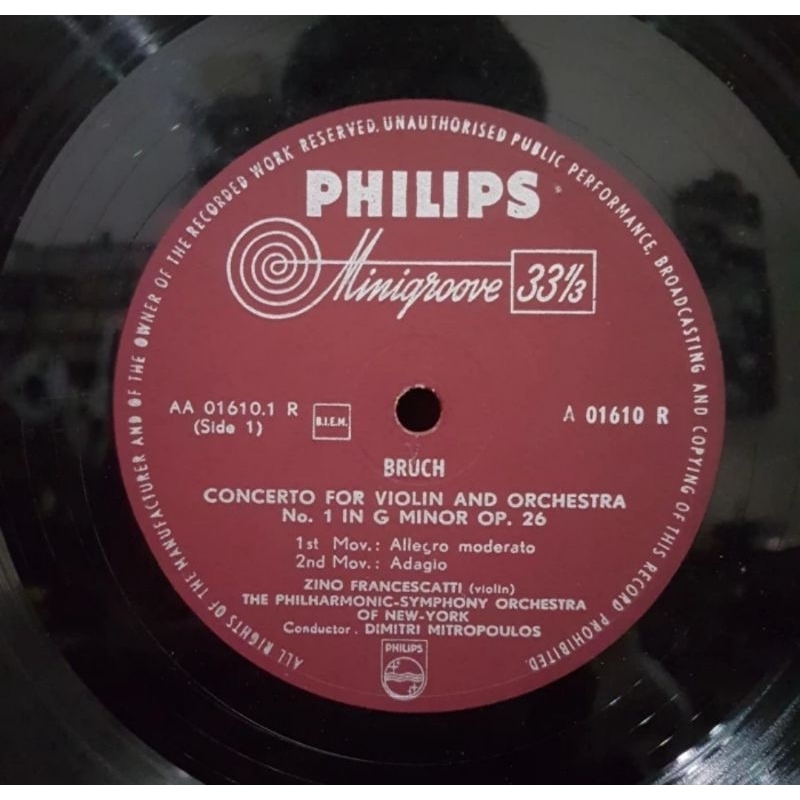 ALL RIGHTS OF THE MANUFACTURER AND OF THE OWNER OF THE RECORDED WORK RESERVED. UNAUTHORISED PUBLIC PERFORMANCE, BROADCASTING AND COPYING OF THIS RECORD PROHIBITED.
PHILIPS
Minigroove 33⅓
AA 01610.1 R
(Side 1)
B.I.E.M.
A 01610 R
BRUCH
CONCERTO FOR VIOLIN AND ORCHESTRA
No. 1 IN G MINOR OP. 26
1st Mov.: Allegro moderato
2nd Mov.: Adagio
ZINO FRANCESCATTI (violin)
THE PHILHARMONIC-SYMPHONY ORCHESTRA
OF NEW-YORK
Conductor. DIMITRI MITROPOULOS
PHILIPS